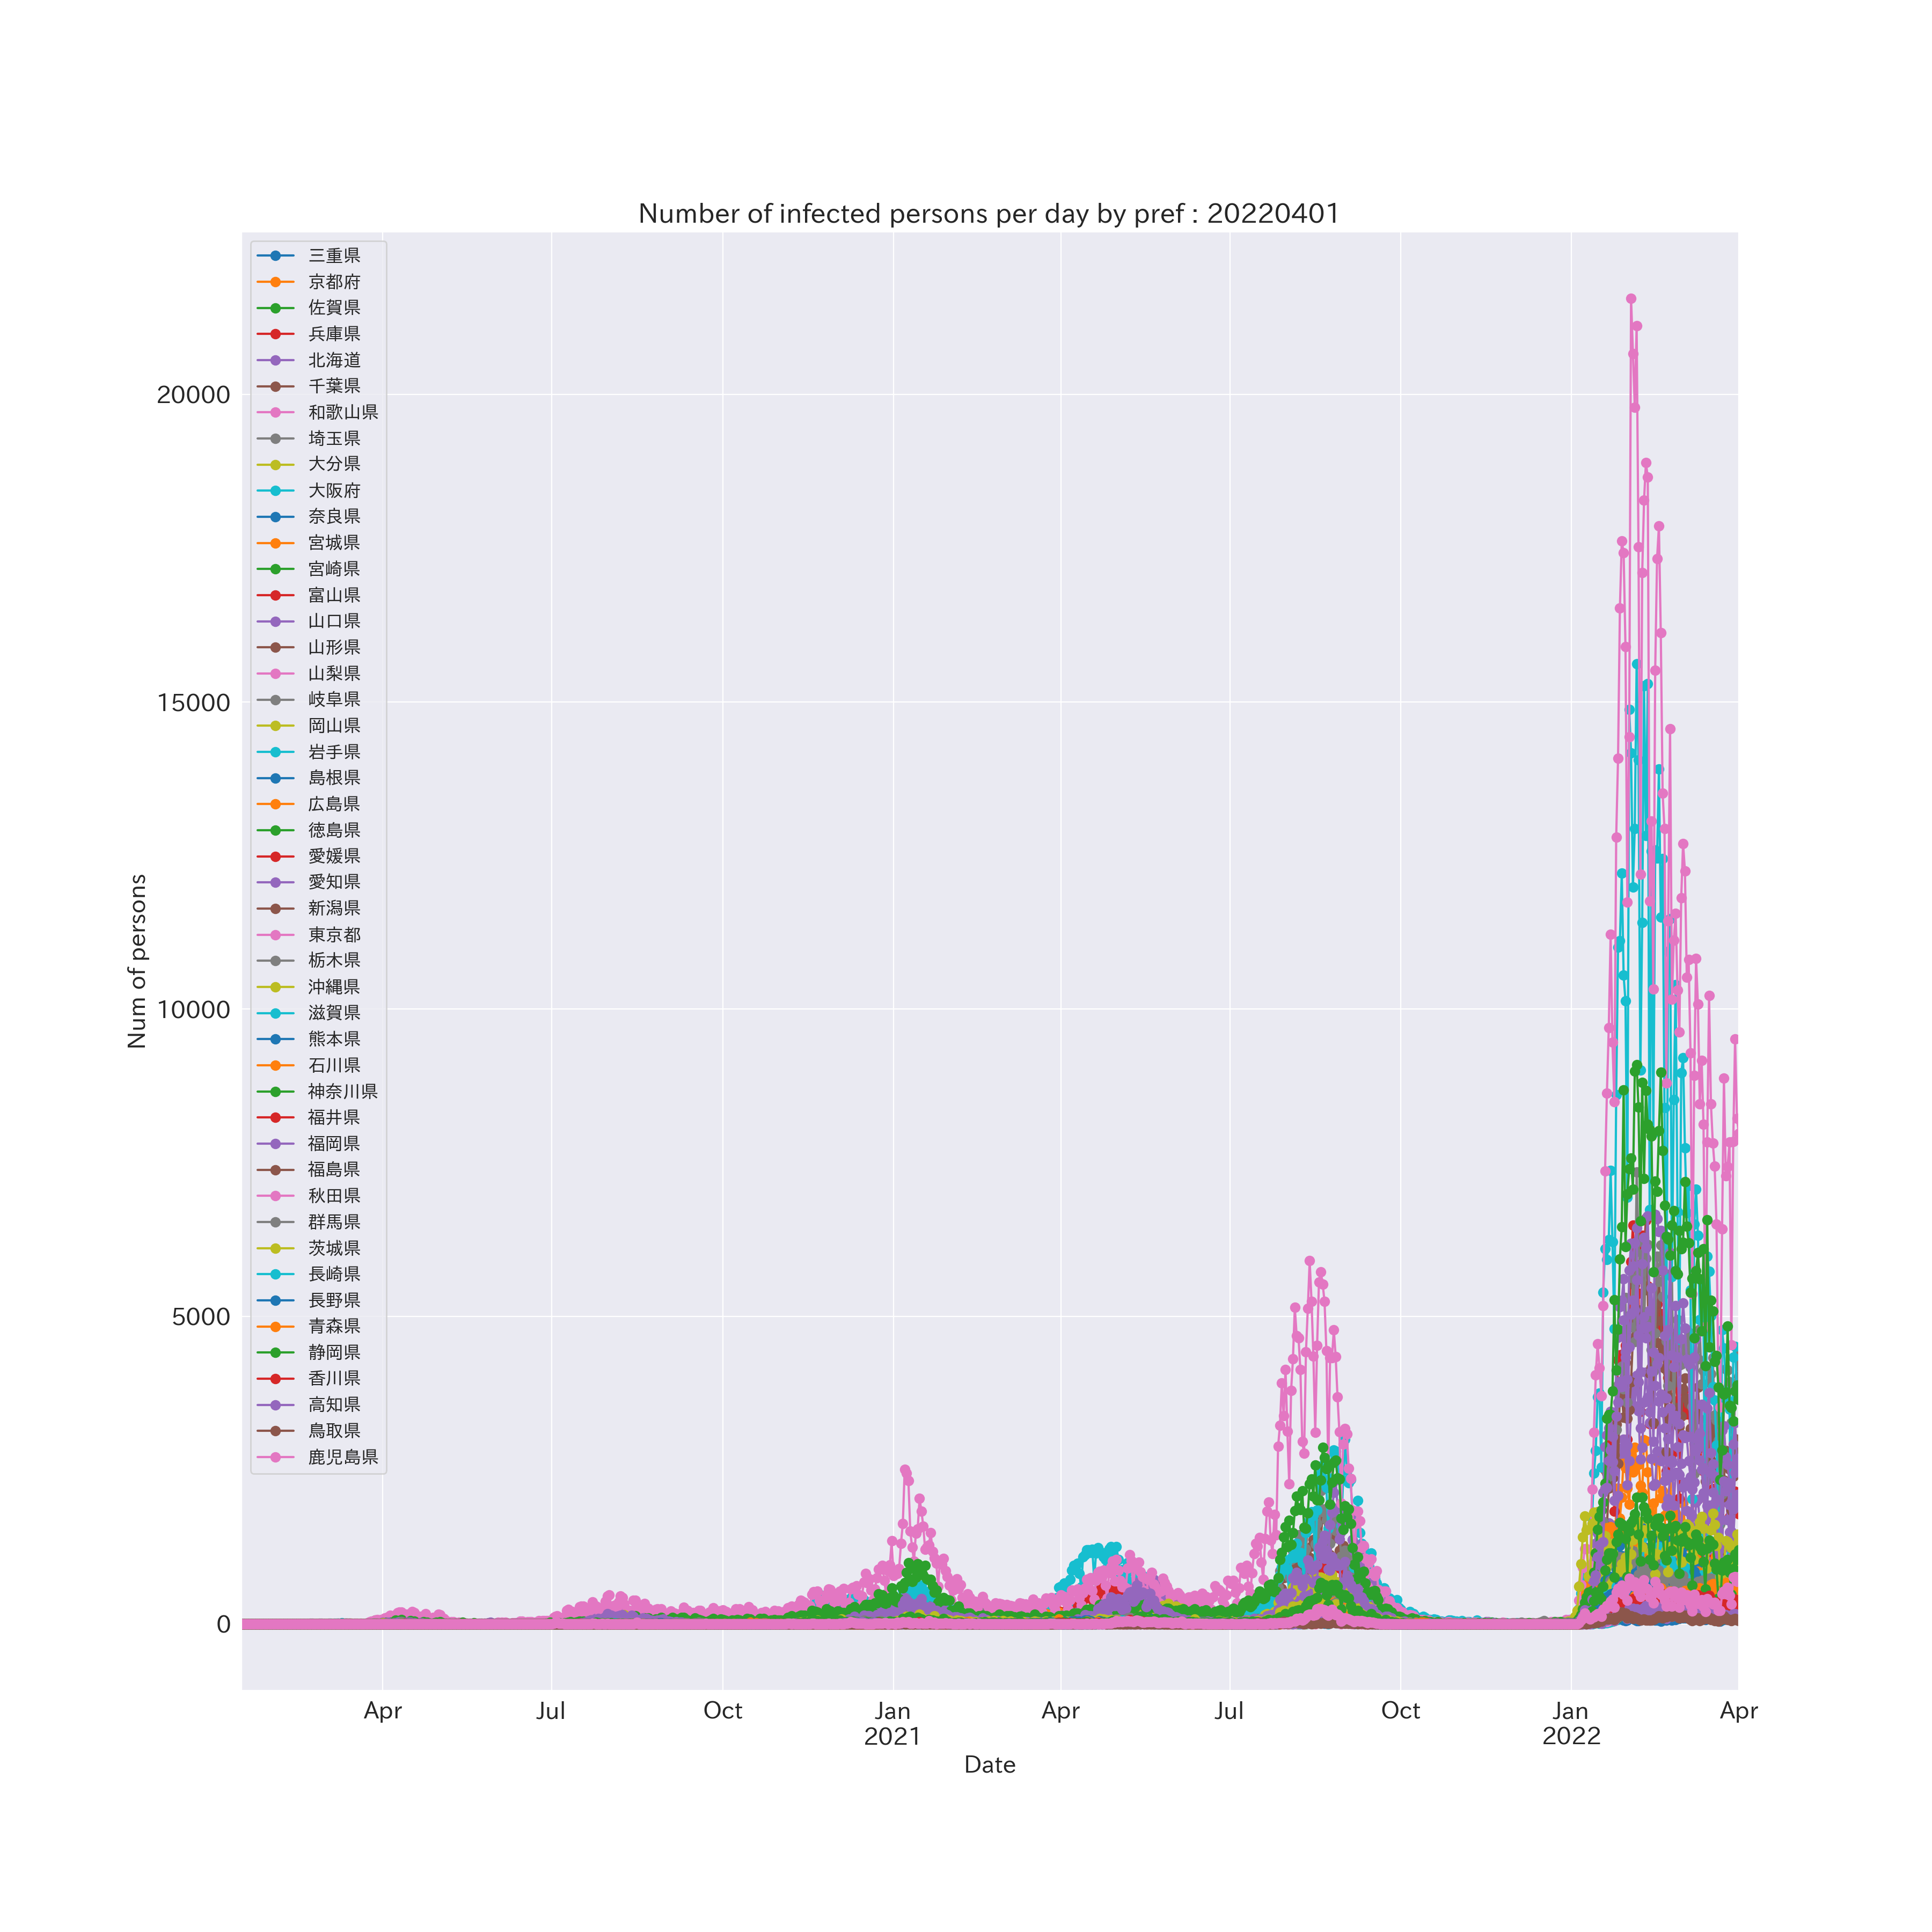 Number of infected persons per day by pref : 20220401
三重県
京都府
佐賀県
兵庫県
北海道
千葉県
和歌山県
埼玉県
大分県
大阪府
奈良県
宮城県
宮崎県
富山県
山口県
山形県
山梨県
岐阜県
岡山県
岩手県
島根県
広島県
徳島県
愛媛県
愛知県
新潟県
東京都
栃木県
沖縄県
滋賀県
熊本県
石川県
神奈川県
福井県
福岡県
福島県
秋田県
群馬県
茨城県
長崎県
長野県
青森県
静岡県
香川県
高知県
鳥取県
鹿児島県
20000
15000
10000
5000
0
Num of persons
Apr Jul Oct Jan Apr Jul Oct Jan Apr
2021 2022
Date